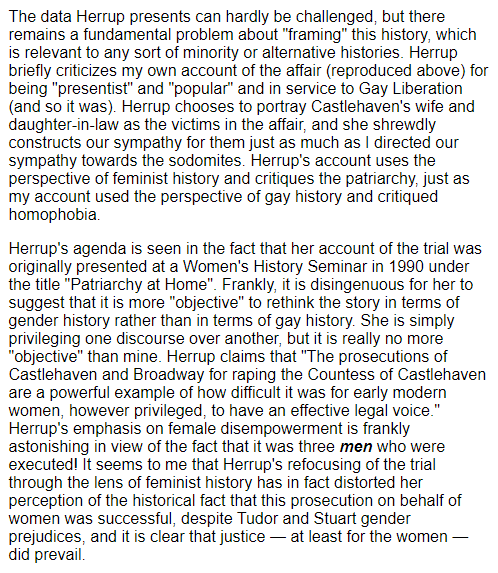 The data Herrup presents can hardly be challenged, but there
remains a fundamental problem about "framing" this history, which
is relevant to any sort of minority or alternative histories. Herrup
briefly criticizes my own account of the affair (reproduced above) for
being "presentist" and "popular" and in service to Gay Liberation
(and so it was). Herrup chooses to portray Castlehaven's wife and
daughter-in-law as the victims in the affair, and she shrewdly
constructs our sympathy for them just as much as I directed our
sympathy towards the sodomites. Herrup's account uses the
perspective of feminist history and critiques the patriarchy, just as
my account used the perspective of gay history and critiqued
homophobia.
Herrup's agenda is seen in the fact that her account of the trial was
originally presented at a Women's History Seminar in 1990 under
the title "Patriarchy at Home". Frankly, it is disingenuous for her to
suggest that it is more "objective" to rethink the story in terms of
gender history rather than in terms of gay history. She is simply
privileging one discourse over another, but it is really no more
"objective" than mine. Herrup claims that "The prosecutions of
Castlehaven and Broadway for raping the Countess of Castlehaven
are a powerful example of how difficult it was for early modern
women, however privileged, to have an effective legal voice."
Herrup's emphasis on female disempowerment is frankly
astonishing in view of the fact that it was three men who were
executed! It seems to me that Herrup's refocusing of the trial
through the lens of feminist history has in fact distorted her
perception of the historical fact that this prosecution on behalf of
women was successful, despite Tudor and Stuart gender
prejudices, and it is clear that justice — at least for the women —
did prevail.